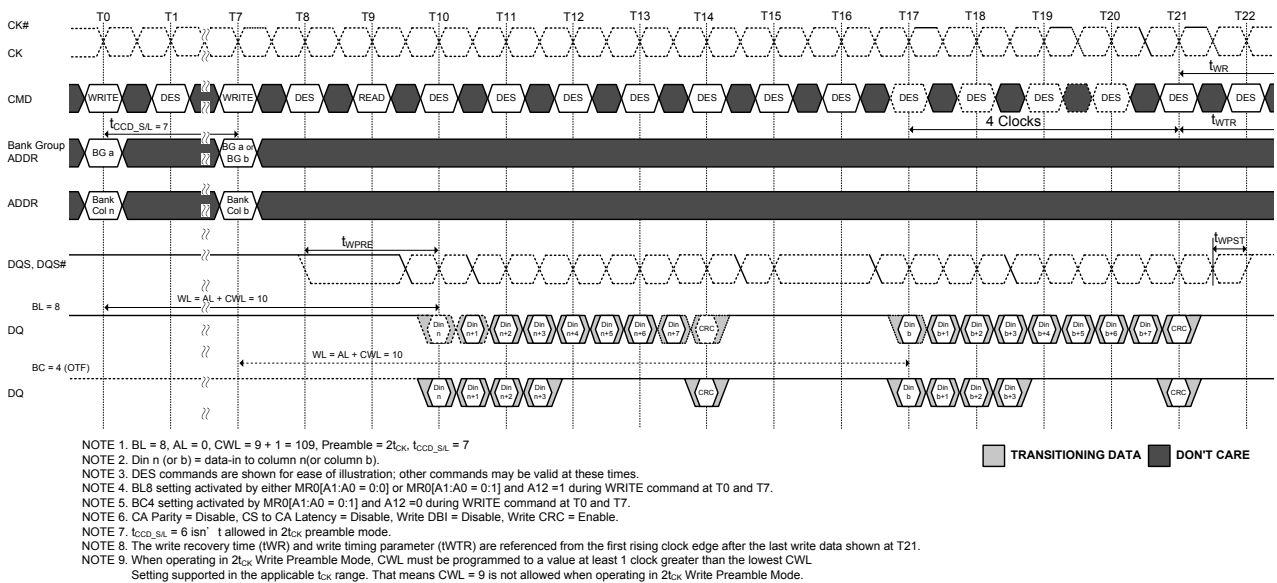 T0 T1 T7 T8 T9 T10 T11 T12 T13 T14 T15 T16 T17 T18 T19 T20 T21 T22
CK#
CK
tWR
CMD WRITE DES WRITE DES READ DES DES DES DES DES DES DES DES DES DES DES DES DES
tCCD_S/L = 7
4 Clocks
tWTR
Bank Group
ADDR
BG a
BG a or
BG b
ADDR
Bank
Col n
Bank
Col b
tWPRE
tWPST
DQS, DQS#
BL = 8
WL = AL + CWL = 10
DQ
Din n
Din n+1
Din n+2
Din n+3
Din n+4
Din n+5
Din n+6
Din n+7
CRC
Din b
Din b+1
Din b+2
Din b+3
Din b+4
Din b+5
Din b+6
Din b+7
CRC
WL = AL + CWL = 10
BC = 4 (OTF)
DQ
Din n
Din n+1
Din n+2
Din n+3
CRC
Din b
Din b+1
Din b+2
Din b+3
CRC
NOTE 1. BL = 8, AL = 0, CWL = 9 + 1 = 109, Preamble = 2tCK, tCCD_S/L = 7
NOTE 2. Din n (or b) = data-in to column n(or column b).
NOTE 3. DES commands are shown for ease of illustration; other commands may be valid at these times.
NOTE 4. BL8 setting activated by either MR0[A1:A0 = 0:0] or MR0[A1:A0 = 0:1] and A12 =1 during WRITE command at T0 and T7.
NOTE 5. BC4 setting activated by MR0[A1:A0 = 0:1] and A12 =0 during WRITE command at T0 and T7.
NOTE 6. CA Parity = Disable, CS to CA Latency = Disable, Write DBI = Disable, Write CRC = Enable.
NOTE 7. tCCD_S/L = 6 isn' t allowed in 2tCK preamble mode.
NOTE 8. The write recovery time (tWR) and write timing parameter (tWTR) are referenced from the first rising clock edge after the last write data shown at T21.
NOTE 9. When operating in 2tCK Write Preamble Mode, CWL must be programmed to a value at least 1 clock greater than the lowest CWL
Setting supported in the applicable tCK range. That means CWL = 9 is not allowed when operating in 2tCK Write Preamble Mode.
TRANSITIONING DATA
DON'T CARE